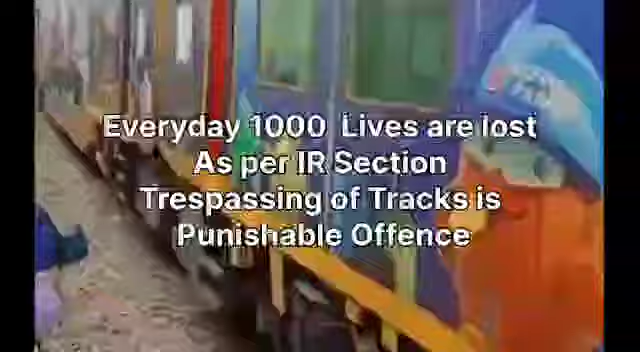 Everyday 1000 Lives are lost
As per IR Section
Trespassing of Tracks is
Punishable Offence